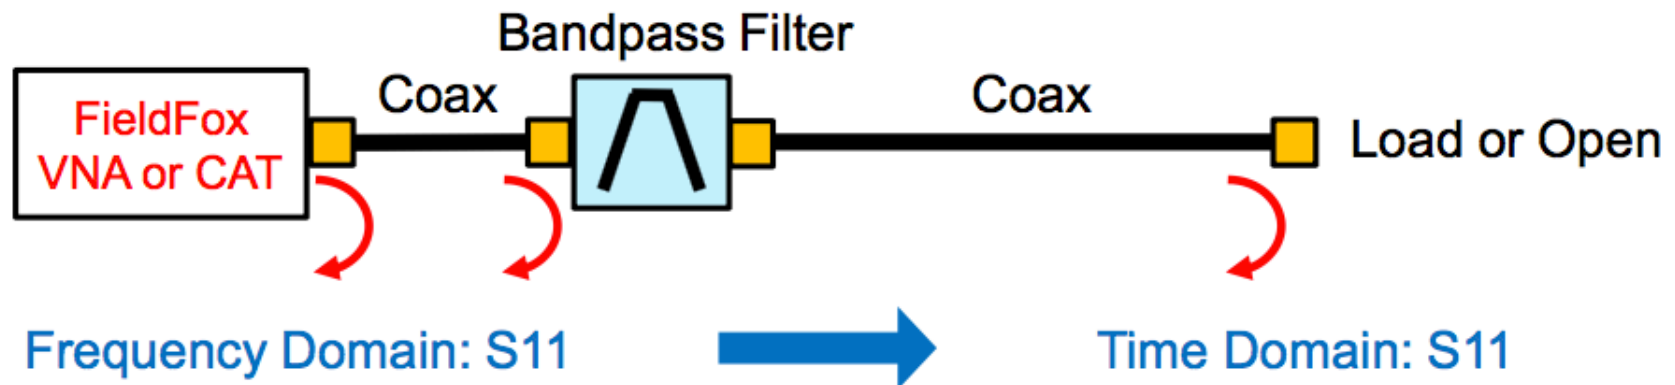 Bandpass Filter
Coax
Coax
FieldFox
VNA or CAT
Load or Open
Frequency Domain: S11
Time Domain: S11